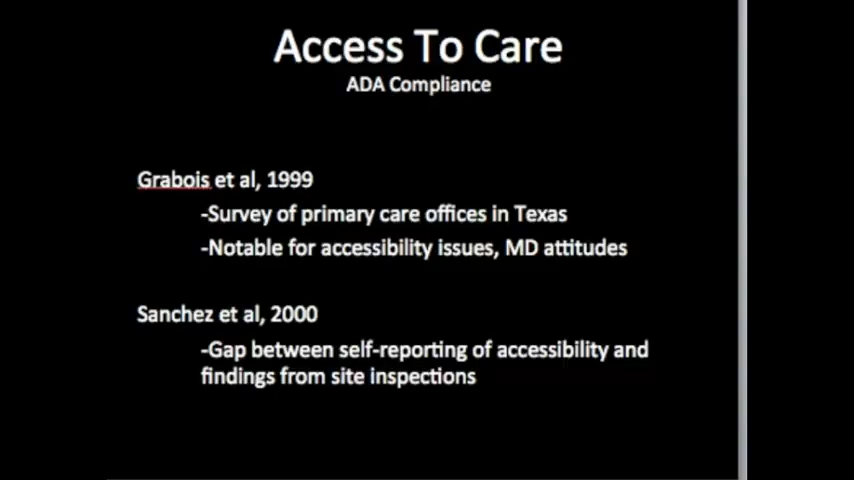 Access To Care
ADA Compliance
Grabois et al, 1999
-Survey of primary care offices in Texas
-Notable for accessibility issues, MD attitudes
Sanchez et al, 2000
-Gap between self-reporting of accessibility and
findings from site inspections